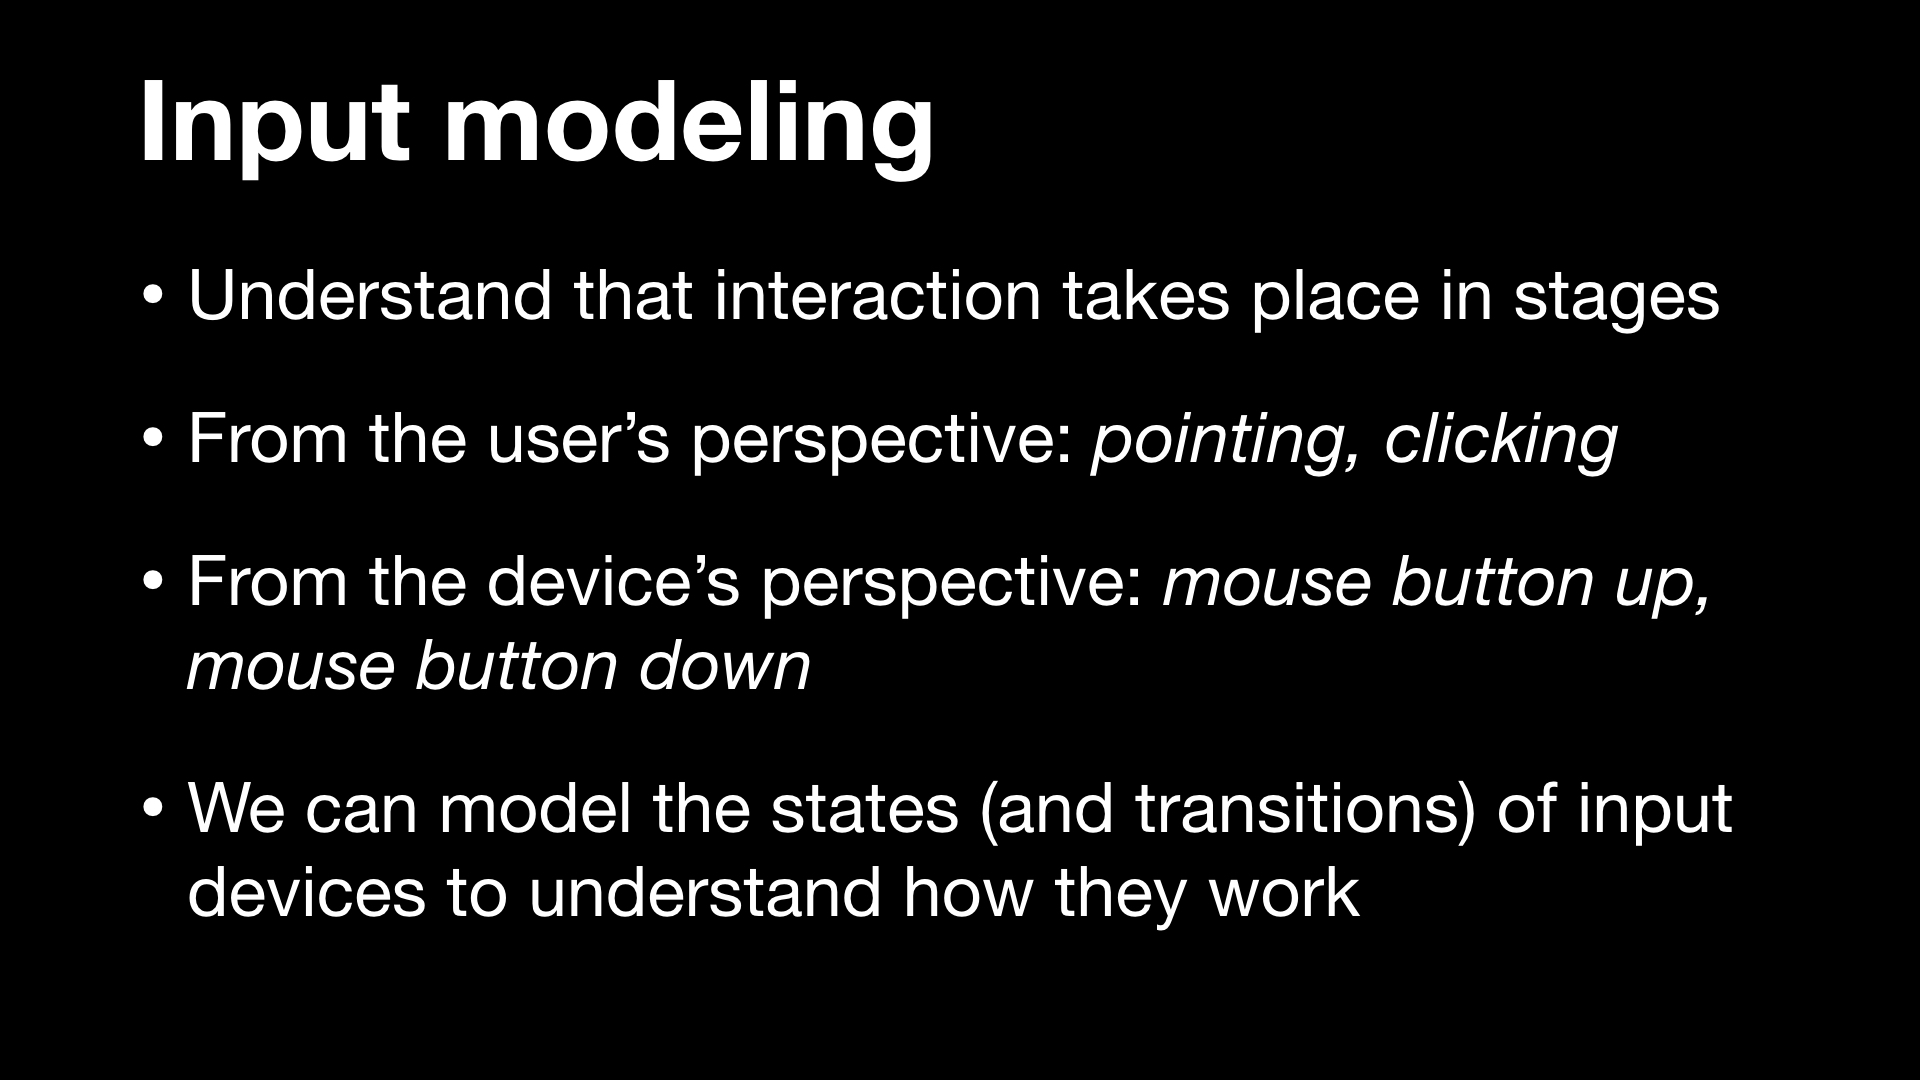 Input modeling
• Understand that interaction takes place in stages
• From the user’s perspective: pointing, clicking
• From the device’s perspective: mouse button up,
mouse button down
• We can model the states (and transitions) of input
devices to understand how they work